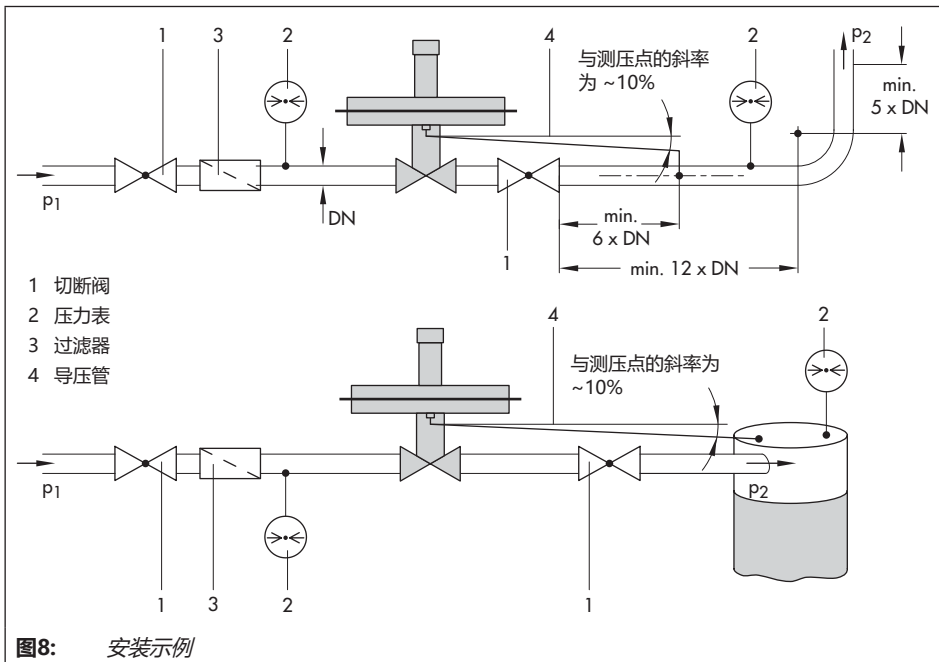 1 3 2 4 2 p2
与测压点的斜率
为 ~10%
min.
5 x DN
p1
DN
1
min.
6 x DN
min. 12 x DN
1 切断阀
2 压力表
3 过滤器
4 导压管
4 2
与测压点的斜率为
~10%
p1
p2
1 3 2 1
图8: 安装示例